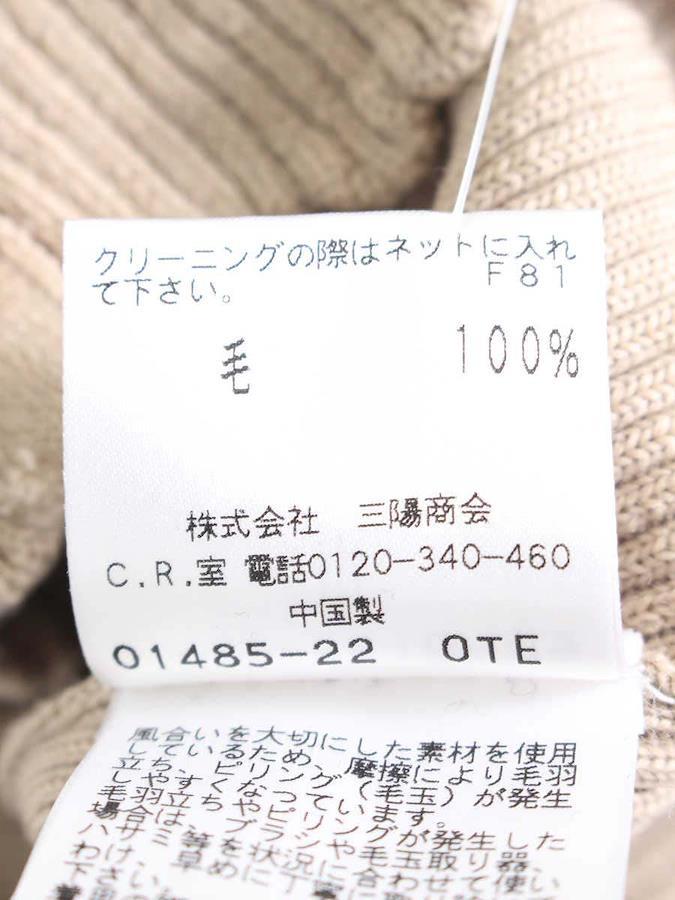 クリーニングの際はネットに入れ
て下さい。 F81
毛 100%
株式会社 三陽商会
C.R.室 電話0120-340-460
中国製
01485-22 OTE
風合いを大切にした素材を使用
しているため、摩擦により毛羽
立ち、ピリング(毛玉)が発生
しやすくなっています。
毛羽立ちやピリングが発生した
場合は、ブラシや毛玉取り器、
ハサミ等を状況に合わせて使い
わけ、早めに丁寧に取り除いて
下さい。